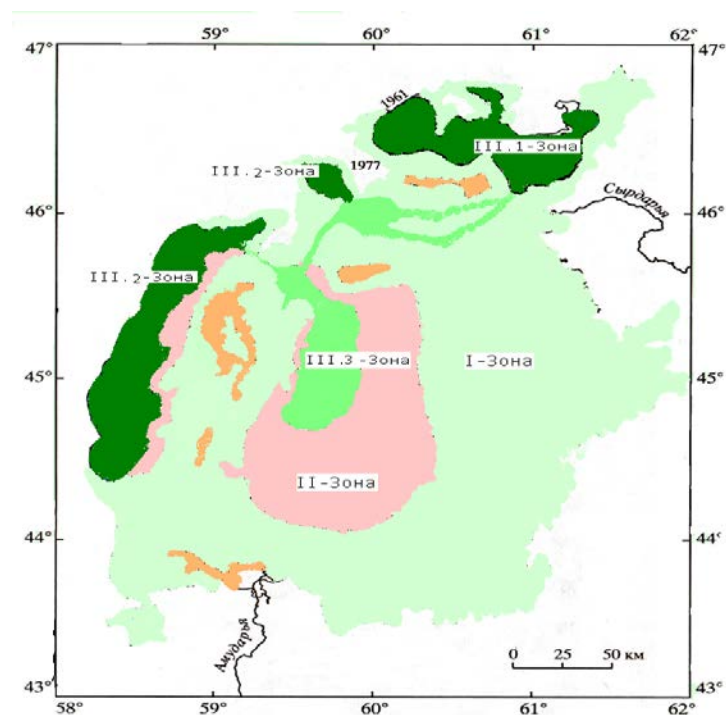 59° 60° 61° 62°
47° 47°
1961
III.1-Зона
1977
III.2-Зона
Сырдарья
46° 46°
III.2-Зона
III.3-Зона
I-Зона
45° 45°
II-Зона
44° 44°
Амударья
0 25 50 км
43° 43°
58° 59° 60° 61° 62°